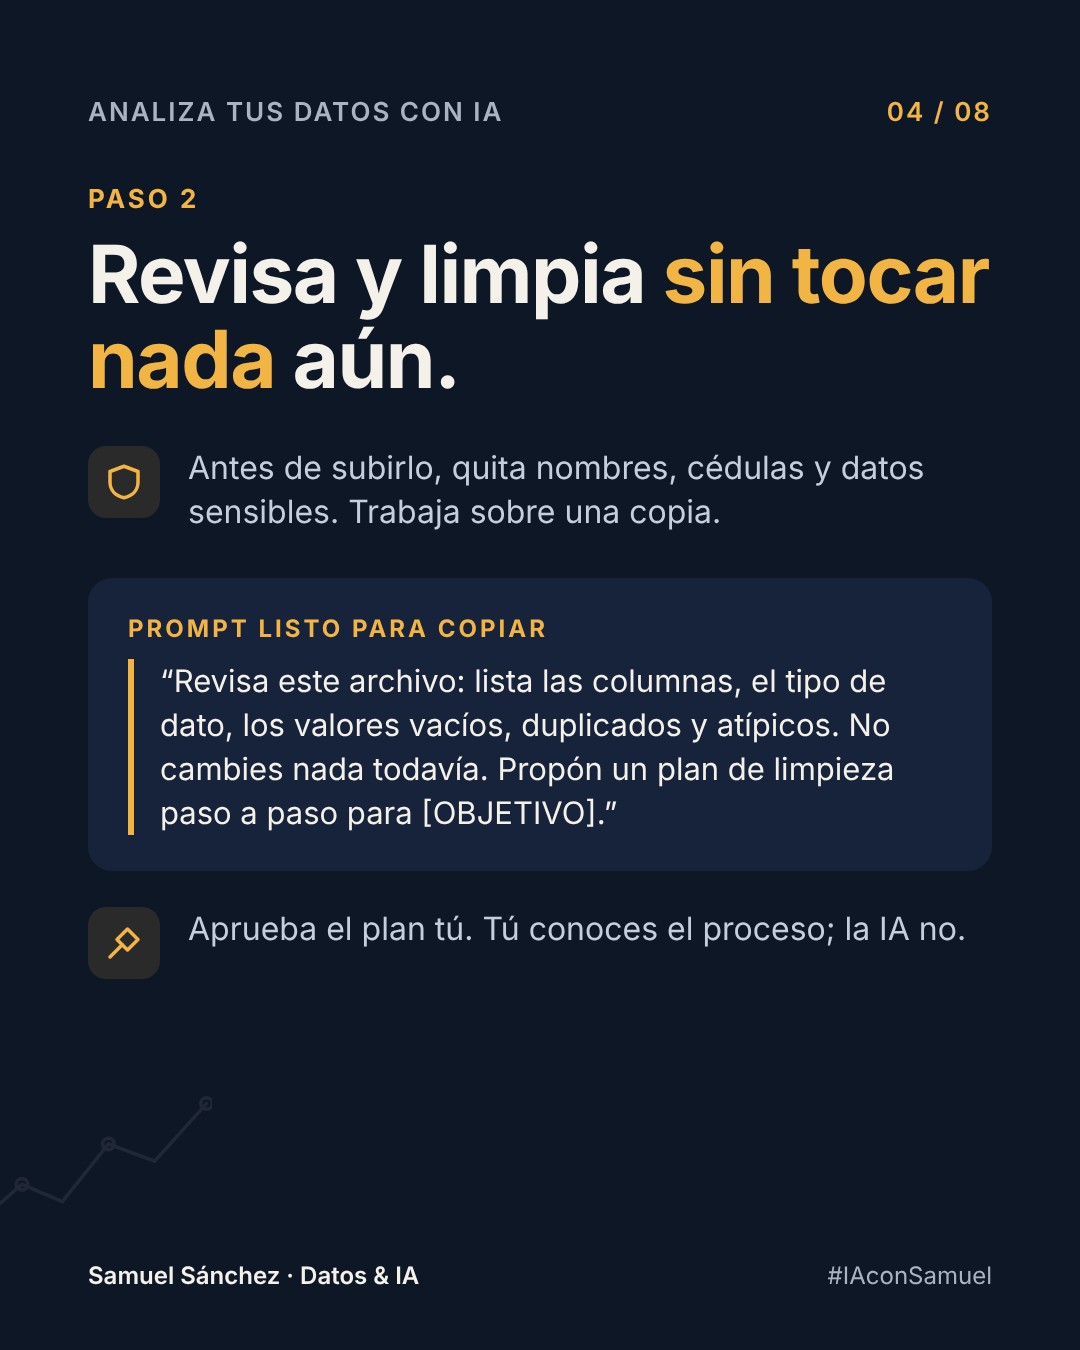 ANALIZA TUS DATOS CON IA
04 / 08
PASO 2
Revisa y limpia sin tocar
nada aún.
Antes de subirlo, quita nombres, cédulas y datos
sensibles. Trabaja sobre una copia.
PROMPT LISTO PARA COPIAR
“Revisa este archivo: lista las columnas, el tipo de
dato, los valores vacíos, duplicados y atípicos. No
cambies nada todavía. Propón un plan de limpieza
paso a paso para [OBJETIVO].”
Aprueba el plan tú. Tú conoces el proceso; la IA no.
Samuel Sánchez · Datos & IA
#IAconSamuel